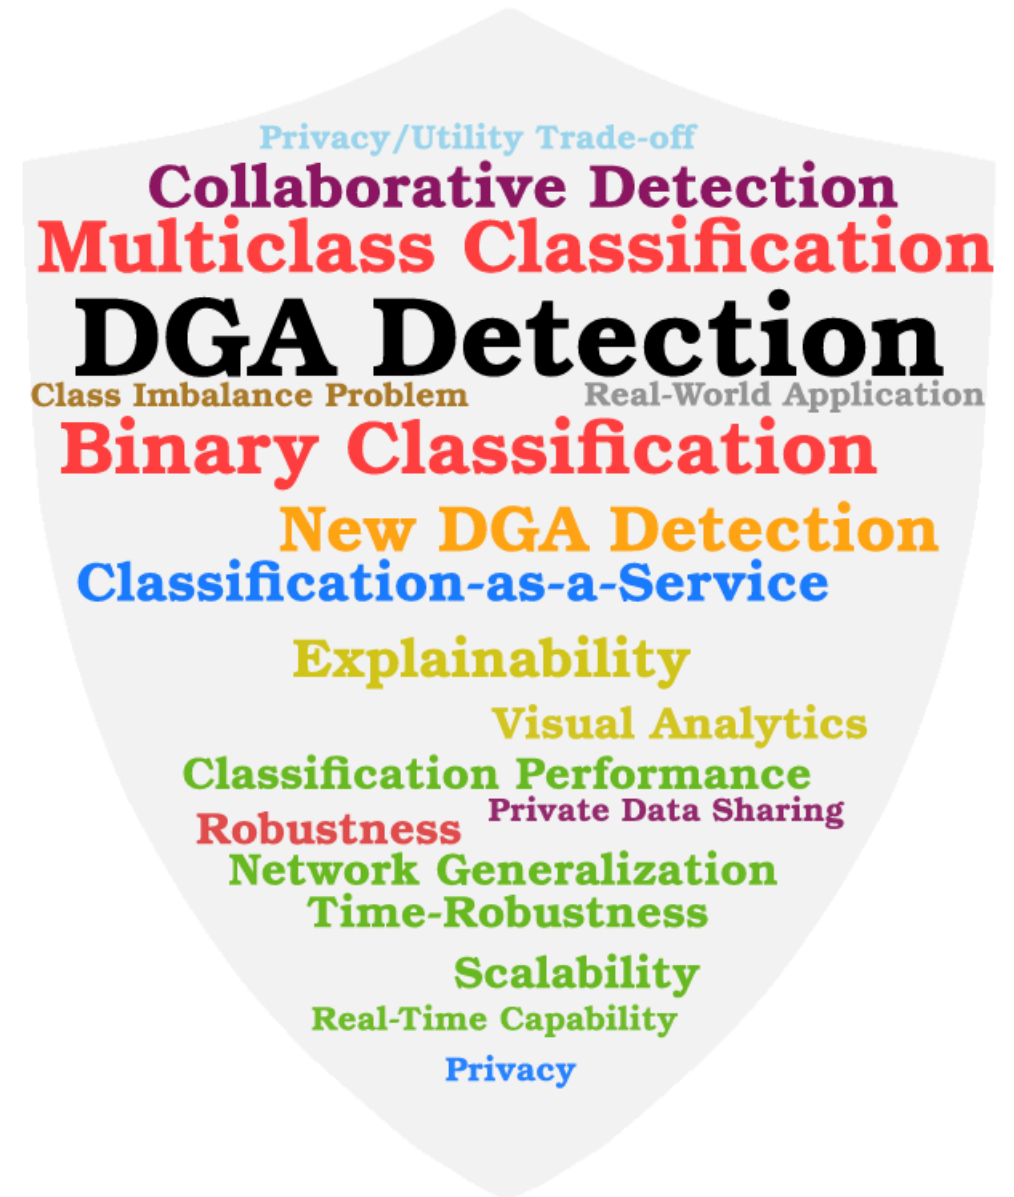 Privacy/Utility Trade-off
Collaborative Detection
Multiclass Classification
DGA Detection
Class Imbalance Problem Real-World Application
Binary Classification
New DGA Detection
Classification-as-a-Service
Explainability
Visual Analytics
Classification Performance
Private Data Sharing
Robustness
Network Generalization
Time-Robustness
Scalability
Real-Time Capability
Privacy